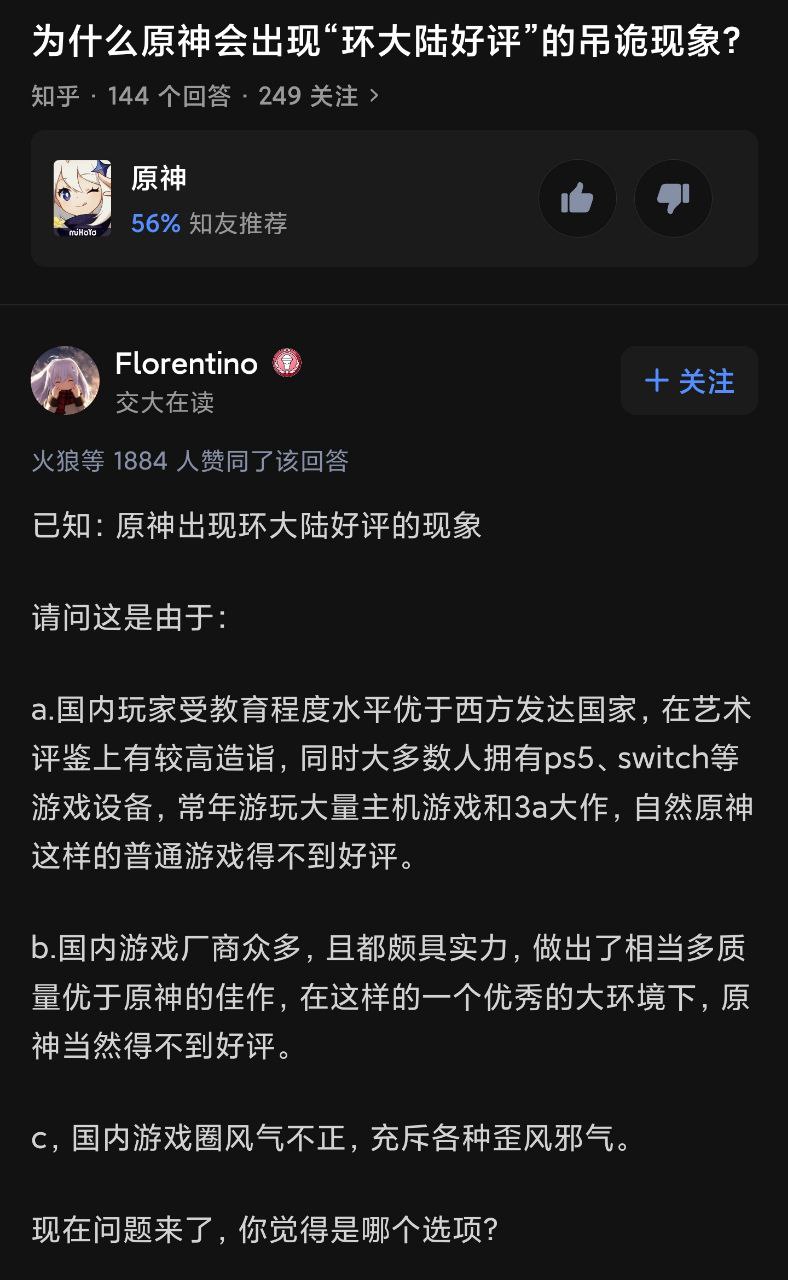 为什么原神会出现“环大陆好评”的吊诡现象?
知乎 · 144 个回答 · 249 关注 >
原神
56% 知友推荐
miHoYo
Florentino
交大在读
+ 关注
火狼等 1884 人赞同了该回答
已知：原神出现环大陆好评的现象
请问这是由于：
a.国内玩家受教育程度水平优于西方发达国家，在艺术
评鉴上有较高造诣，同时大多数人拥有ps5、switch等
游戏设备，常年游玩大量主机游戏和3a大作，自然原神
这样的普通游戏得不到好评。
b.国内游戏厂商众多，且都颇具实力，做出了相当多质
量优于原神的佳作，在这样的一个优秀的大环境下，原
神当然得不到好评。
c，国内游戏圈风气不正，充斥各种歪风邪气。
现在问题来了，你觉得是哪个选项?